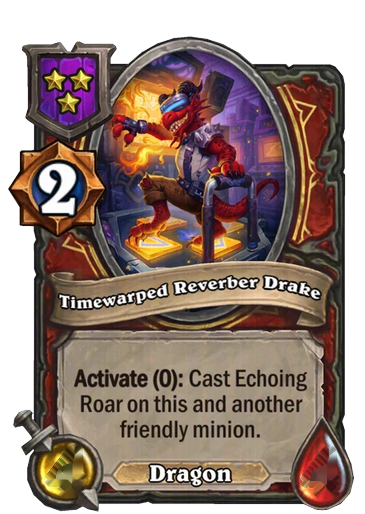 2
Timewarped Reverber Drake
Activate (0): Cast Echoing
Roar on this and another
friendly minion.
Dragon